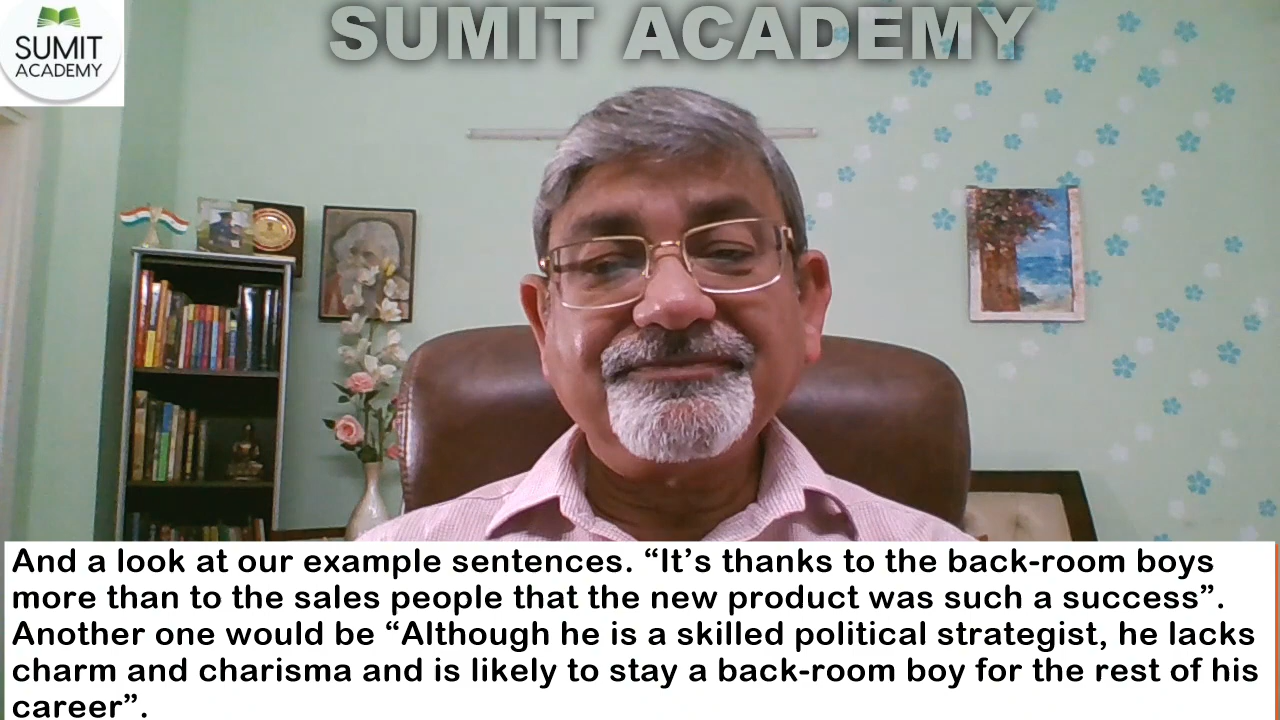 SUMIT ACADEMY
SUMIT
ACADEMY
And a look at our example sentences. “It’s thanks to the back-room boys
more than to the sales people that the new product was such a success”.
Another one would be “Although he is a skilled political strategist, he lacks
charm and charisma and is likely to stay a back-room boy for the rest of his
career”.